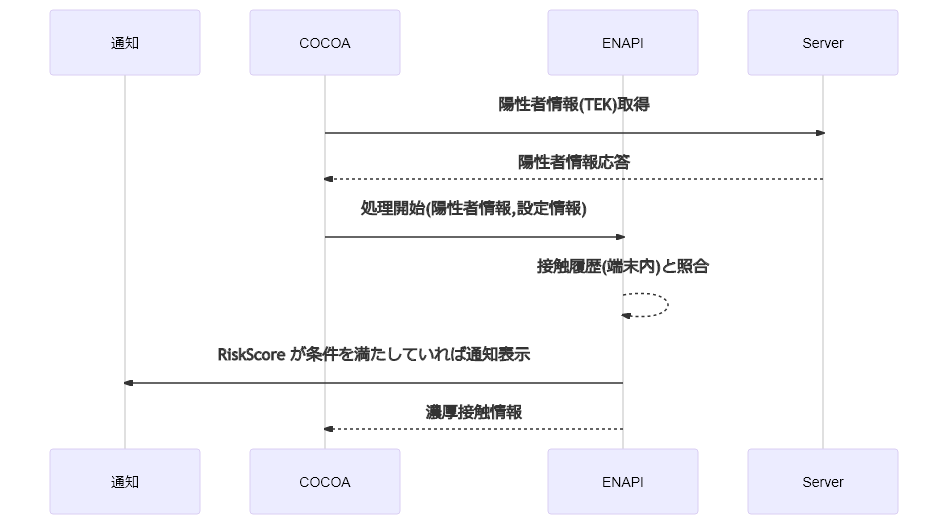 通知
COCOA
ENAPI
Server
陽性者情報(TEK)取得
陽性者情報応答
処理開始(陽性者情報,設定情報)
接触履歴(端末内)と照合
RiskScore が条件を満たしていれば通知表示
濃厚接触情報
通知
COCOA
ENAPI
Server